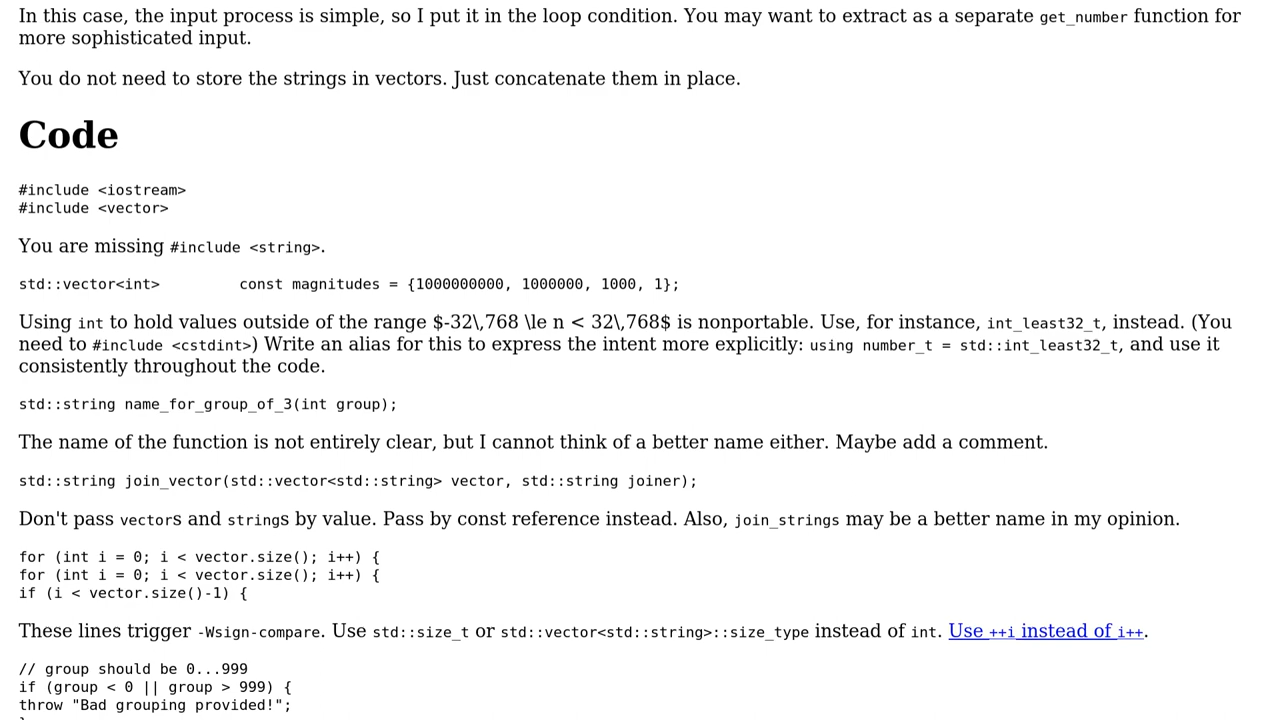 In this case, the input process is simple, so I put it in the loop condition. You may want to extract as a separate get_number function for
more sophisticated input.
You do not need to store the strings in vectors. Just concatenate them in place.
Code
#include <iostream>
#include <vector>
You are missing #include <string>.
std::vector<int>         const magnitudes = {1000000000, 1000000, 1000, 1};
Using int to hold values outside of the range $-32\,768 \le n < 32\,768$ is nonportable. Use, for instance, int_least32_t, instead. (You
need to #include <cstdint>) Write an alias for this to express the intent more explicitly: using number_t = std::int_least32_t, and use it
consistently throughout the code.
std::string name_for_group_of_3(int group);
The name of the function is not entirely clear, but I cannot think of a better name either. Maybe add a comment.
std::string join_vector(std::vector<std::string> vector, std::string joiner);
Don't pass vectors and strings by value. Pass by const reference instead. Also, join_strings may be a better name in my opinion.
for (int i = 0; i < vector.size(); i++) {
for (int i = 0; i < vector.size(); i++) {
if (i < vector.size()-1) {
These lines trigger -Wsign-compare. Use std::size_t or std::vector<std::string>::size_type instead of int. Use ++i instead of i++.
// group should be 0...999
if (group < 0 || group > 999) {
throw "Bad grouping provided!";